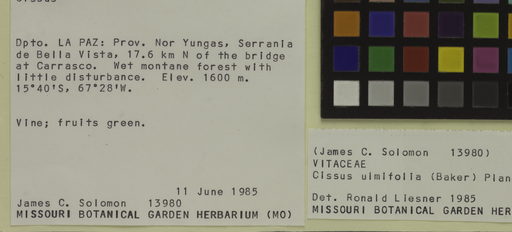 Dpto. LA PAZ: Prov. Nor Yungas, Serrania
de Bella Vista, 17.6 km N of the bridge
at Carrasco. Wet montane forest with
little disturbance. Elev. 1600 m.
15°40'S, 67°28'W.
Vine; fruits green.
11 June 1985
James C. Solomon 13980
MISSOURI BOTANICAL GARDEN HERBARIUM (MO)
(James C. Solomon 13980)
VITACEAE
Cissus ulmifolia (Baker) Plan
Det. Ronald Liesner 1985
MISSOURI BOTANICAL GARDEN HER